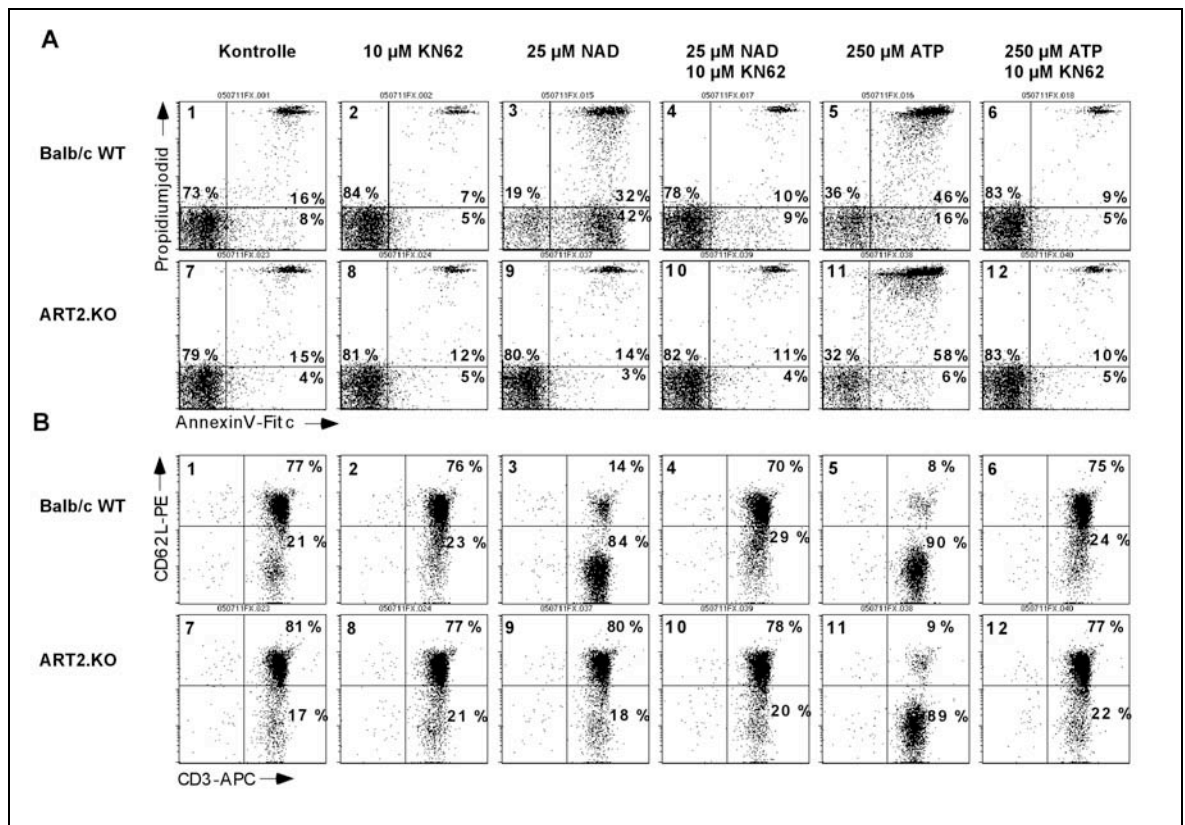 A
Kontrolle 10 µM KN62 25 µM NAD 25 µM NAD 250 µM ATP 250 µM ATP
10 µM KN62 10 µM KN62
050711FX.001 050711FX.002 050711FX.015 050711FX.017 050711FX.016 050711FX.018
Balb/c WT
Propidiumjodid
1 2 3 4 5 6
73 % 16% 84 % 7% 19 % 32% 78 % 10% 36 % 46% 83 % 9%
8% 5% 42% 9% 16% 5%
050711FX.023 050711FX.024 050711FX.037 050711FX.039 050711FX.038 050711FX.040
ART2.KO
7 8 9 10 11 12
79 % 15% 81 % 12% 80 % 14% 82 % 11% 32 % 58% 83 % 10%
4% 5% 3% 4% 6% 5%
AnnexinV-Fitc
B
Balb/c WT
CD62L-PE
1 77 % 2 76 % 3 14 % 4 70 % 5 8 % 6 75 %
21 % 23 % 84 % 29 % 90 % 24 %
050711FX.023 050711FX.024 050711FX.037 050711FX.039 050711FX.038 050711FX.040
ART2.KO
7 81 % 8 77 % 9 80 % 10 78 % 11 9 % 12 77 %
17 % 21 % 18 % 20 % 89 % 22 %
CD3-APC